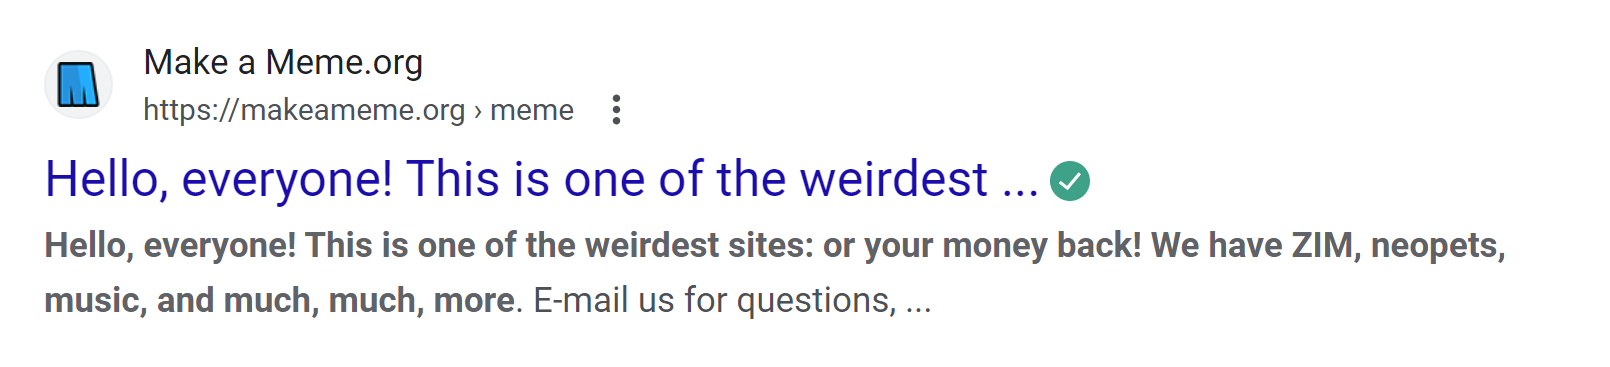 Make a Meme.org
https://makeameme.org › meme
Hello, everyone! This is one of the weirdest ...
Hello, everyone! This is one of the weirdest sites: or your money back! We have ZIM, neopets,
music, and much, much, more. E-mail us for questions, ...